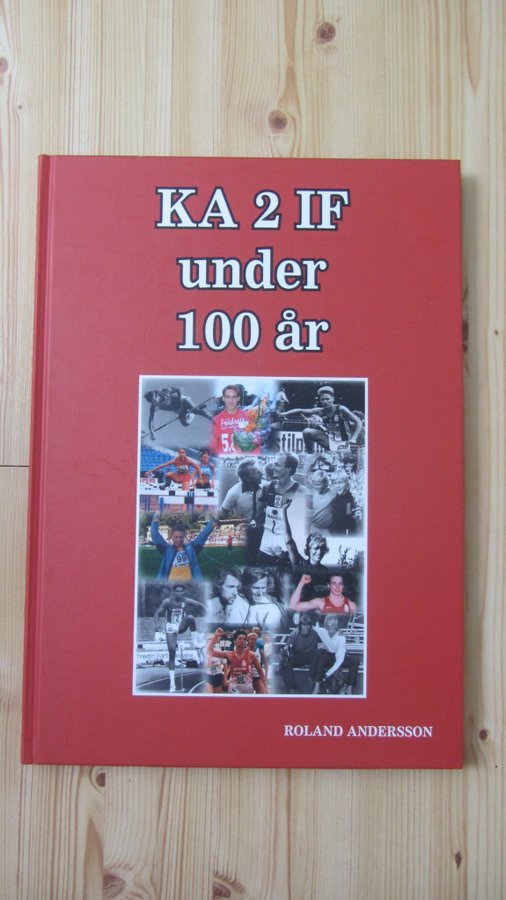 KA 2 IF
under
100 år
ROLAND ANDERSSON